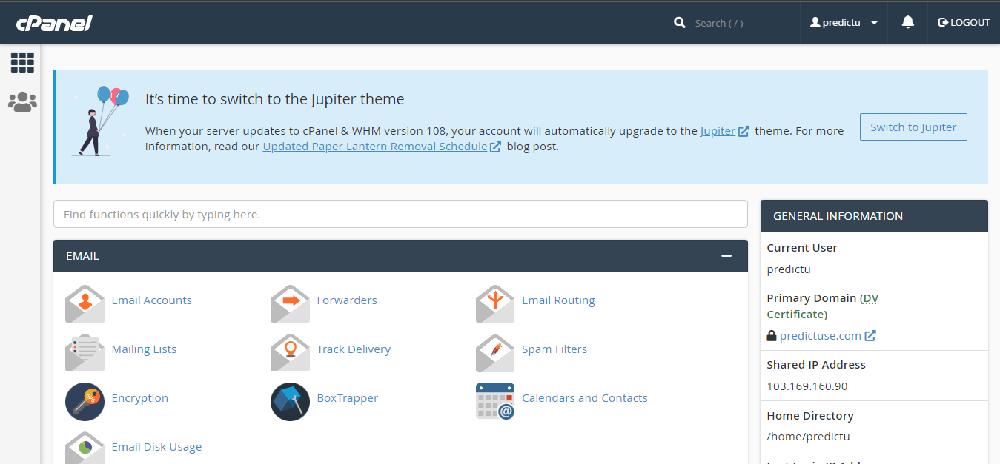 cPanel
Search ( / )
predictu
LOGOUT
It’s time to switch to the Jupiter theme
When your server updates to cPanel & WHM version 108, your account will automatically upgrade to the Jupiter theme. For more
information, read our Updated Paper Lantern Removal Schedule blog post.
Switch to Jupiter
Find functions quickly by typing here.
EMAIL
Email Accounts
Forwarders
Email Routing
Mailing Lists
Track Delivery
Spam Filters
Encryption
BoxTrapper
Calendars and Contacts
Email Disk Usage
GENERAL INFORMATION
Current User
predictu
Primary Domain (DV
Certificate)
predictuse.com
Shared IP Address
103.169.160.90
Home Directory
/home/predictu